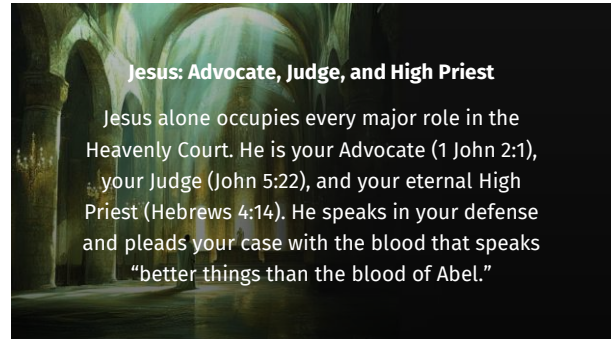 Jesus: Advocate, Judge, and High Priest
Jesus alone occupies every major role in the
Heavenly Court. He is your Advocate (1 John 2:1),
your Judge (John 5:22), and your eternal High
Priest (Hebrews 4:14). He speaks in your defense
and pleads your case with the blood that speaks
“better things than the blood of Abel.”